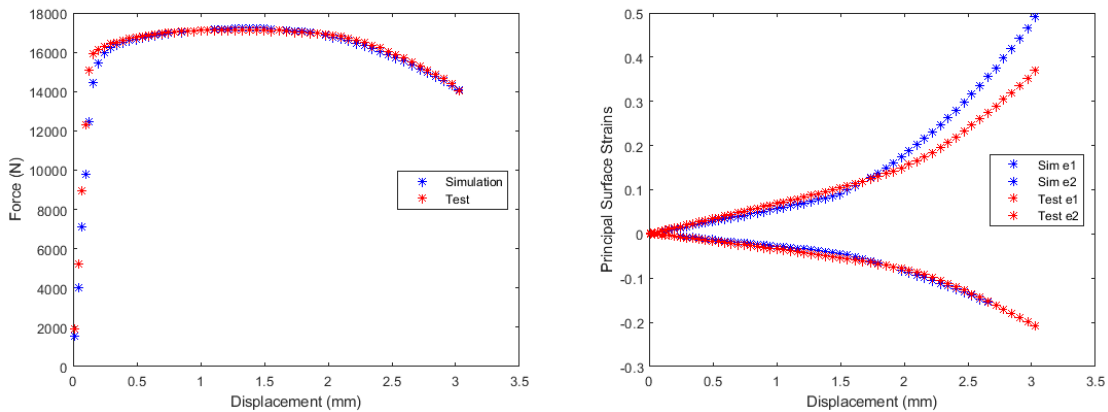 18000
16000
14000
12000
10000
8000
6000
4000
2000
0
Force (N)
0 0.5 1 1.5 2 2.5 3 3.5
Displacement (mm)
Simulation
Test
0.5
0.4
0.3
0.2
0.1
0
-0.1
-0.2
-0.3
Principal Surface Strains
0 0.5 1 1.5 2 2.5 3 3.5
Displacement (mm)
Sim e1
Sim e2
Test e1
Test e2